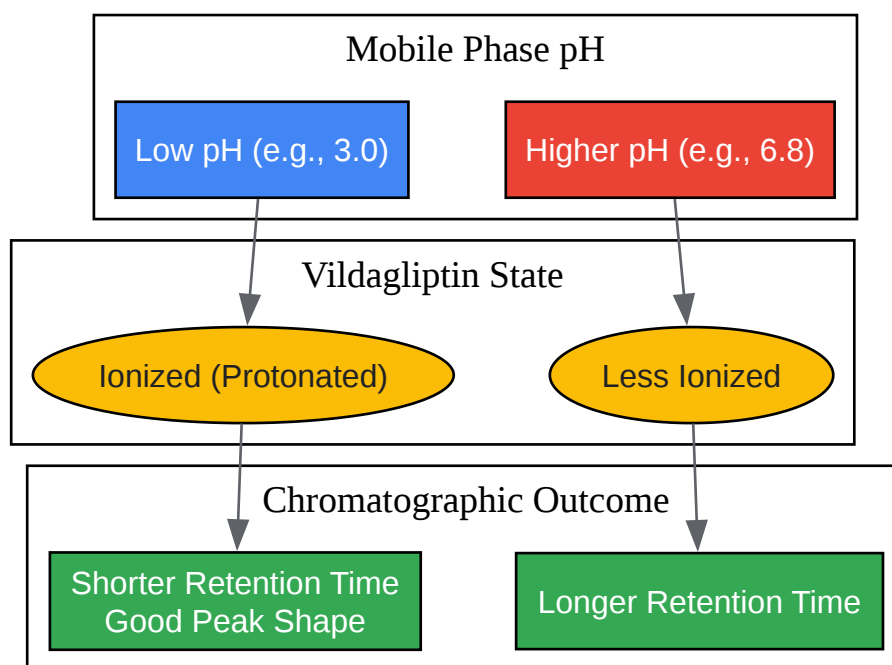 Mobile Phase pH
Low pH (e.g., 3.0)
Higher pH (e.g., 6.8)
Vildagliptin State
Ionized (Protonated)
Less Ionized
Chromatographic Outcome
Shorter Retention Time
Good Peak Shape
Longer Retention Time